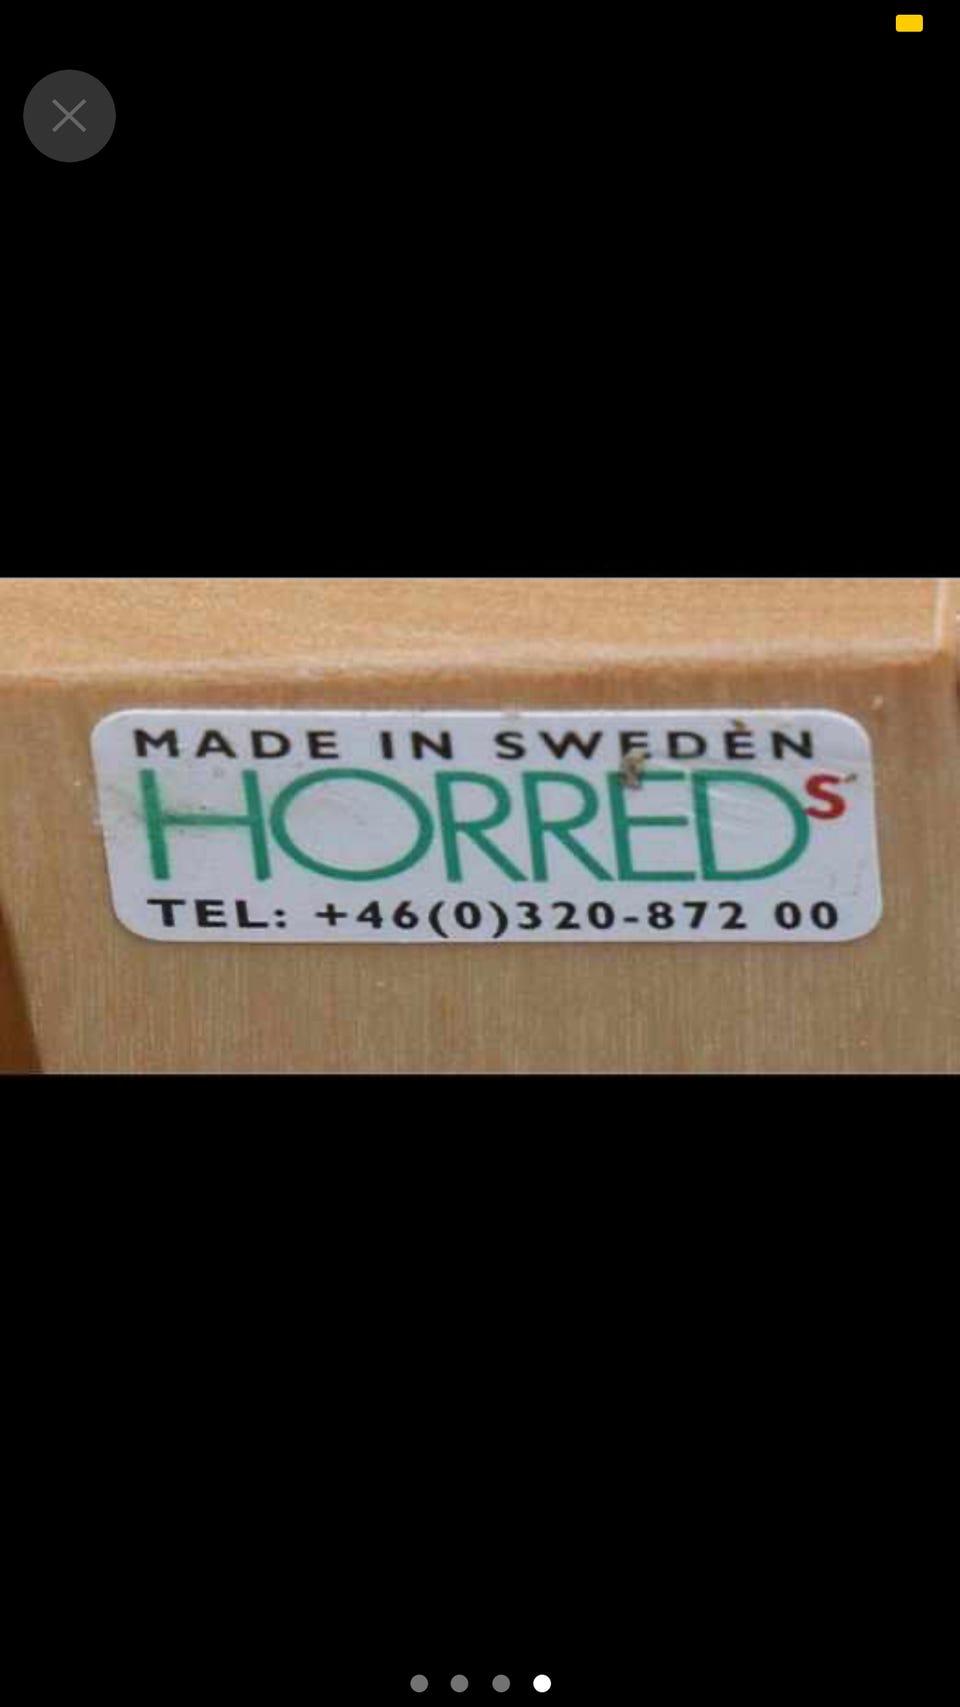 MADE IN SWEDEN
HORREDS
TEL: +46(0)320-872 00